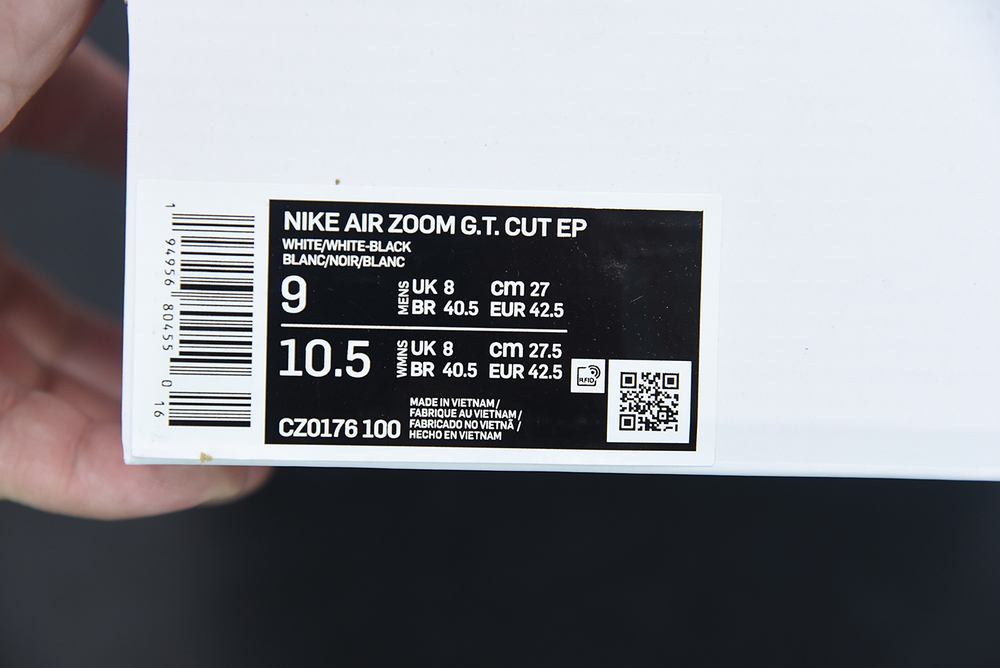 NIKE AIR ZOOM G.T. CUT EP
WHITE/WHITE-BLACK
BLANC/NOIR/BLANC
9 MENS UK 8 cm 27
BR 40.5 EUR 42.5
10.5 WMNS UK 8 cm 27.5
BR 40.5 EUR 42.5
RFID
CZ0176 100
MADE IN VIETNAM /
FABRIQUE AU VIETNAM /
FABRICADO NO VIETNÃ /
HECHO EN VIETNAM
1 94956 80455 0 16